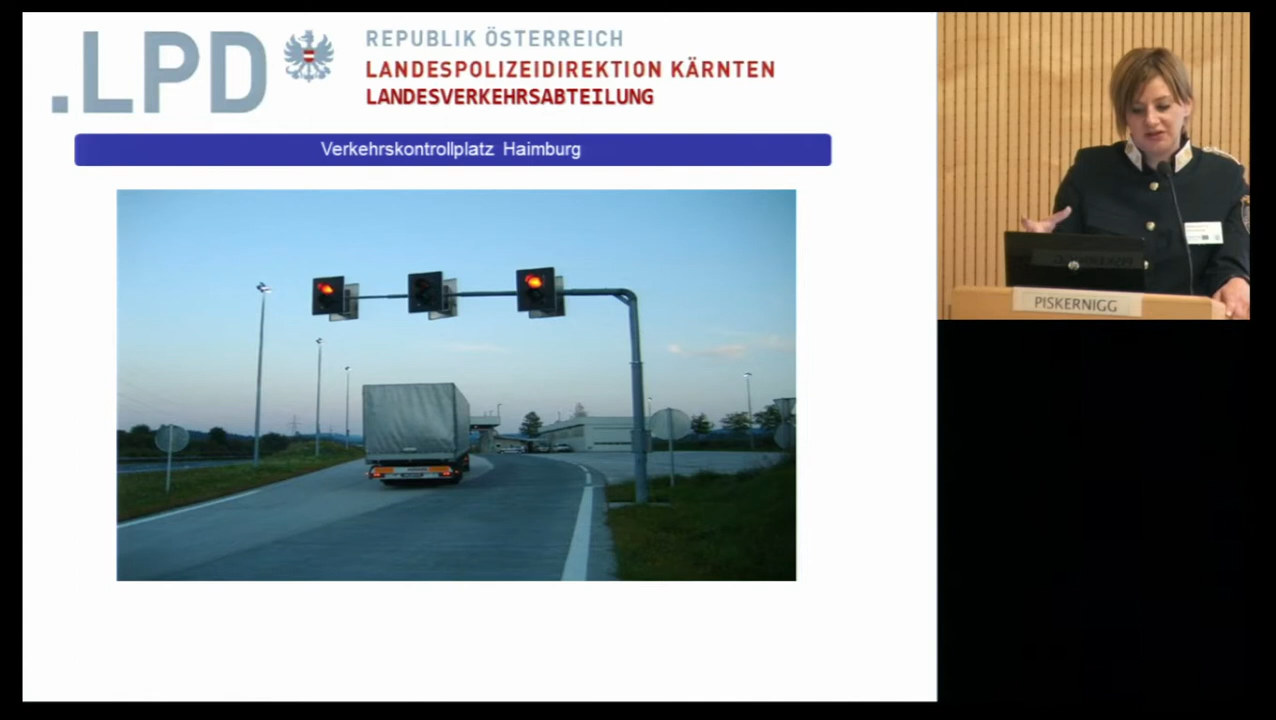 .LPD
REPUBLIK ÖSTERREICH
LANDESPOLIZEIDIREKTION KÄRNTEN
LANDESVERKEHRSABTEILUNG
Verkehrskontrollplatz Haimburg
PISKERNIGG